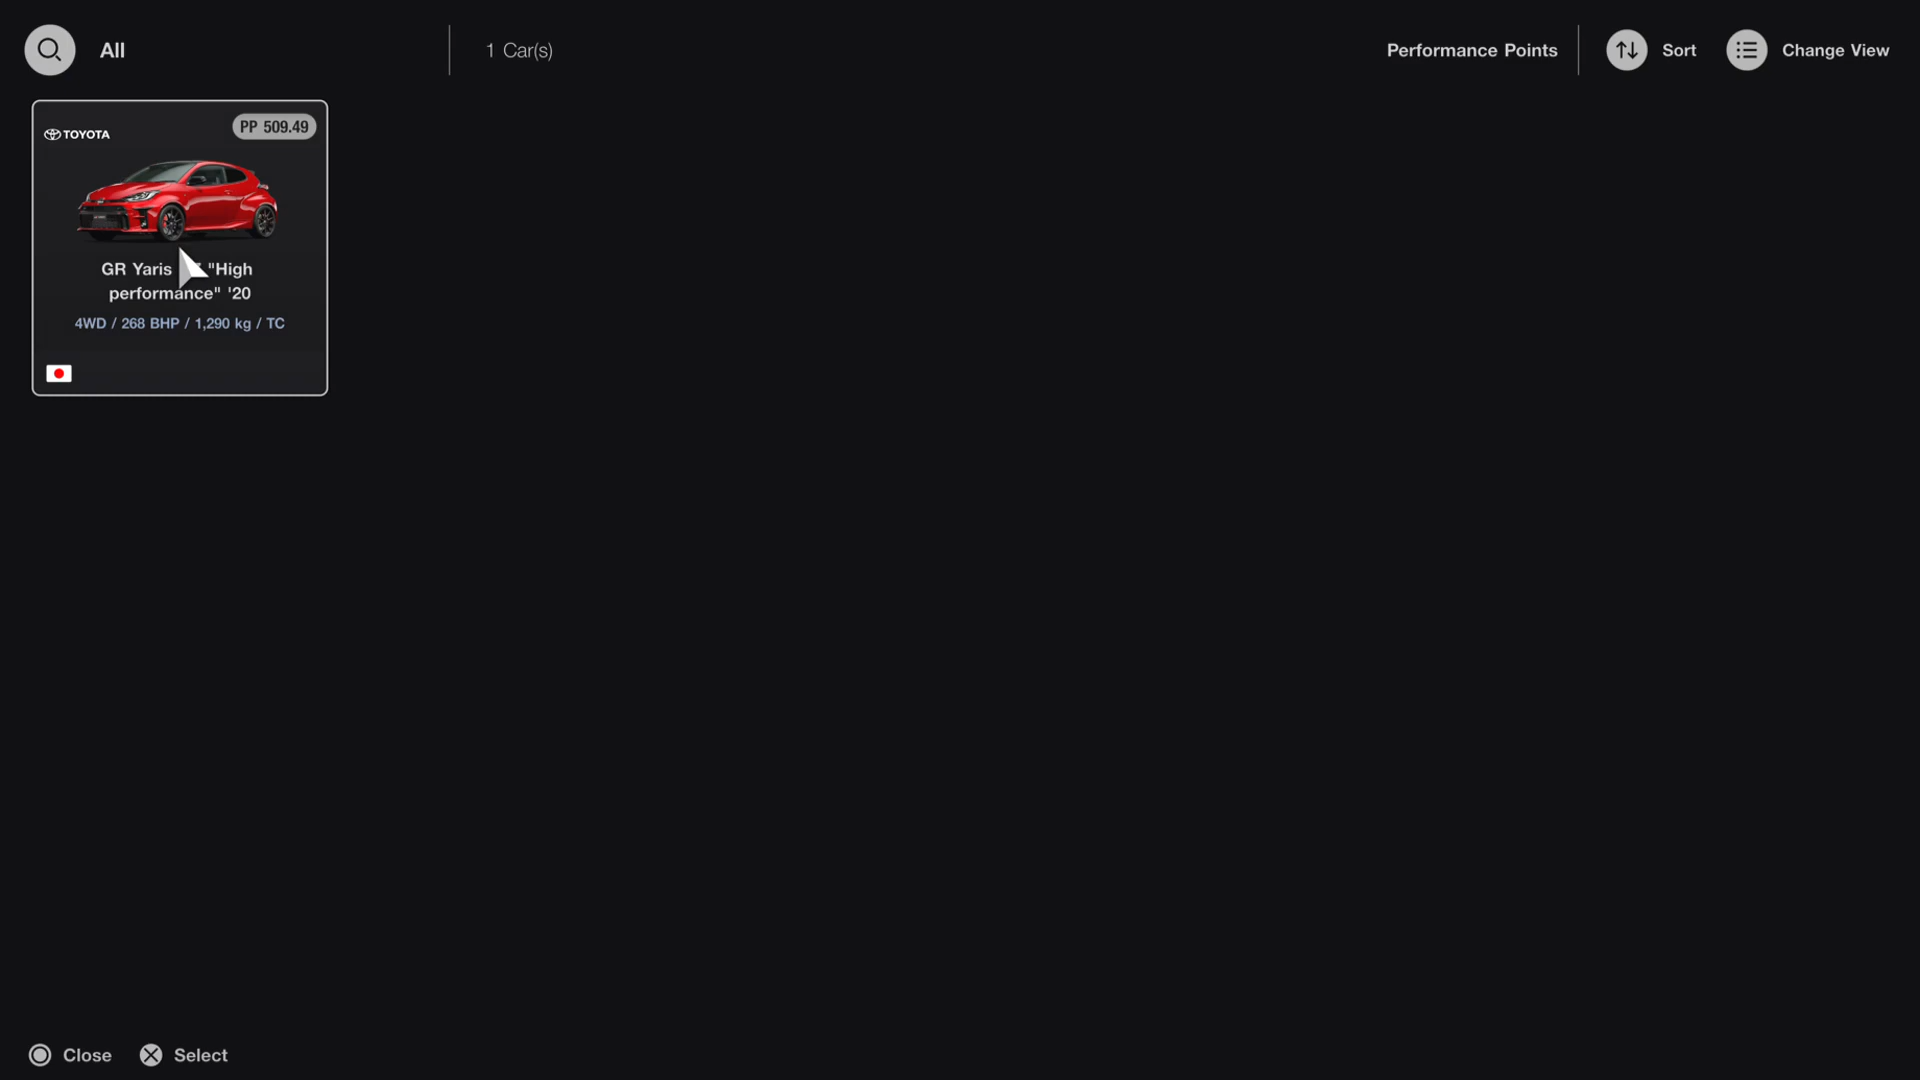 All
1 Car(s)
Performance Points
Sort
Change View
TOYOTA
PP 509.49
GR Yaris "High
performance" '20
4WD / 268 BHP / 1,290 kg / TC
Close
Select